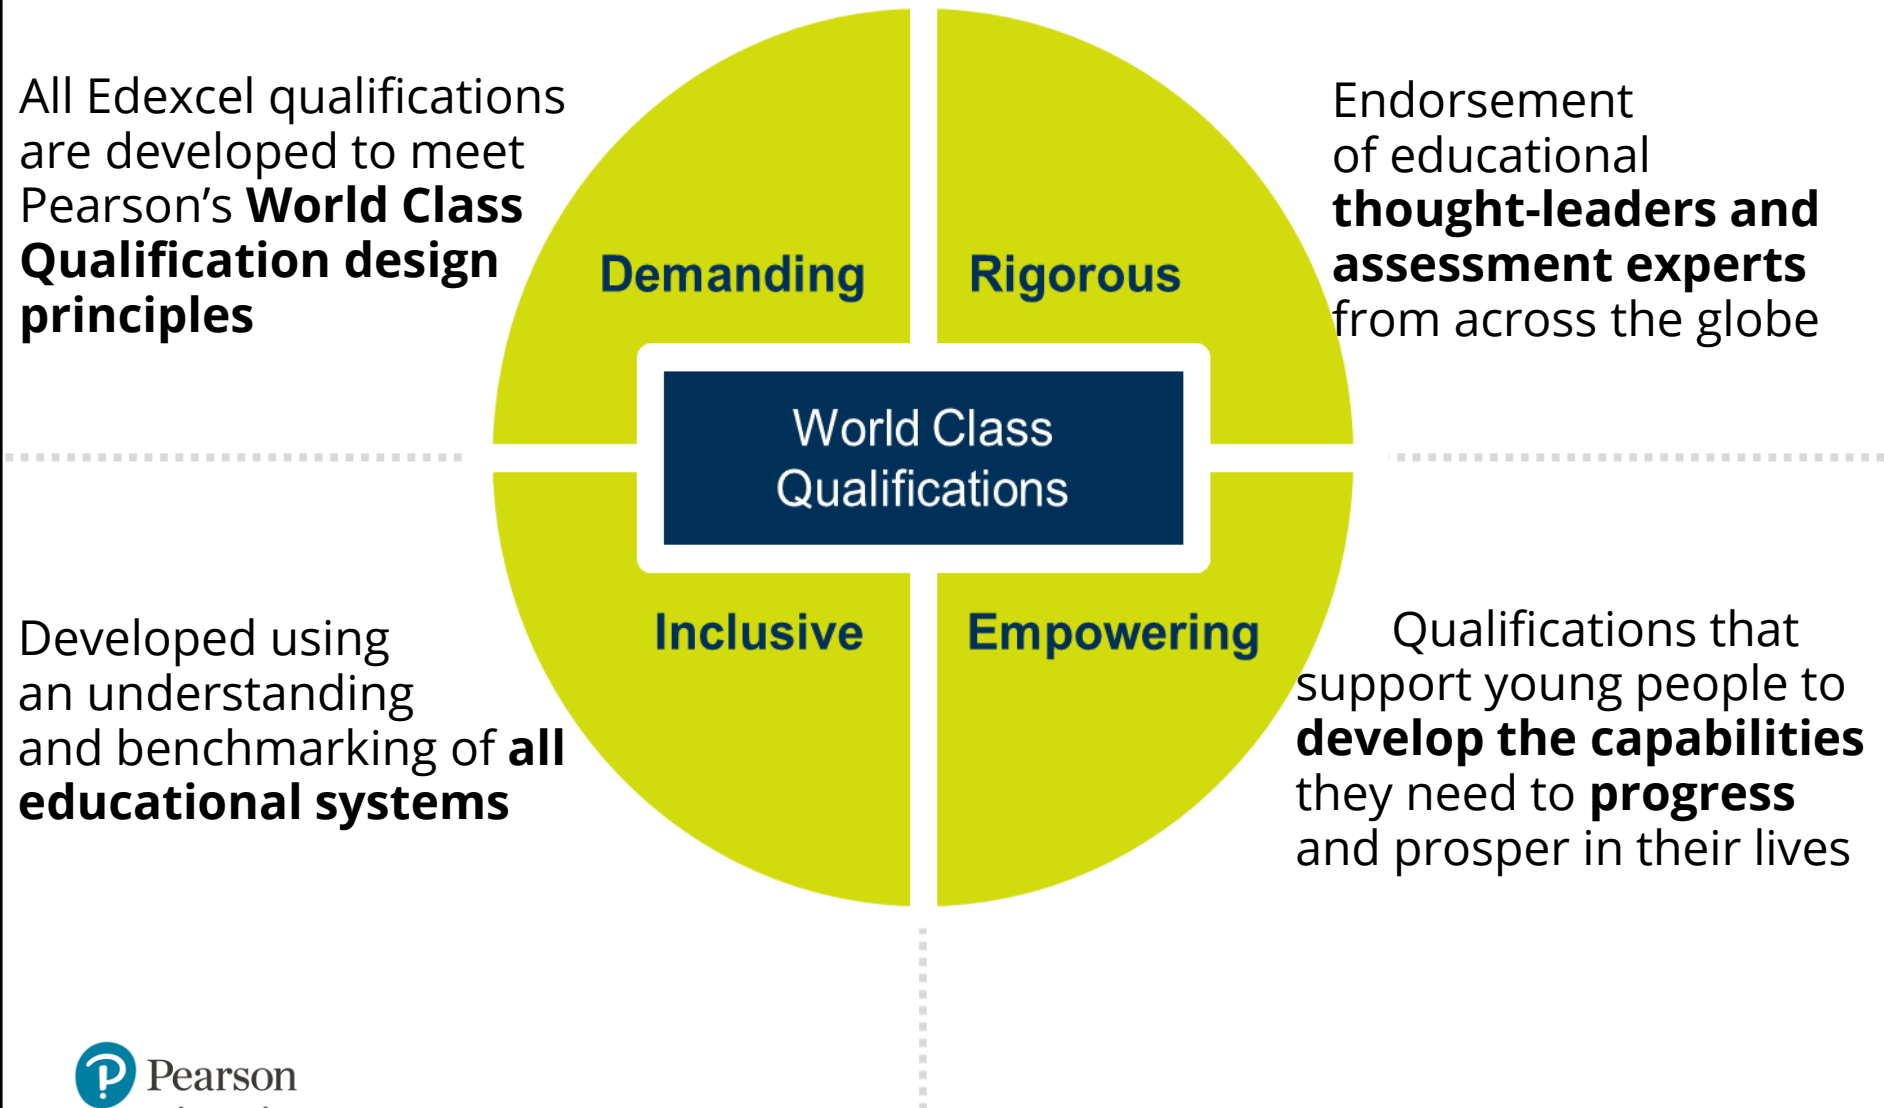 All Edexcel qualifications
are developed to meet
Pearson’s World Class
Qualification design
principles
Demanding
Rigorous
Endorsement
of educational
thought-leaders and
assessment experts
from across the globe
World Class
Qualifications
Developed using
an understanding
and benchmarking of all
educational systems
Inclusive
Empowering
Qualifications that
support young people to
develop the capabilities
they need to progress
and prosper in their lives
Pearson